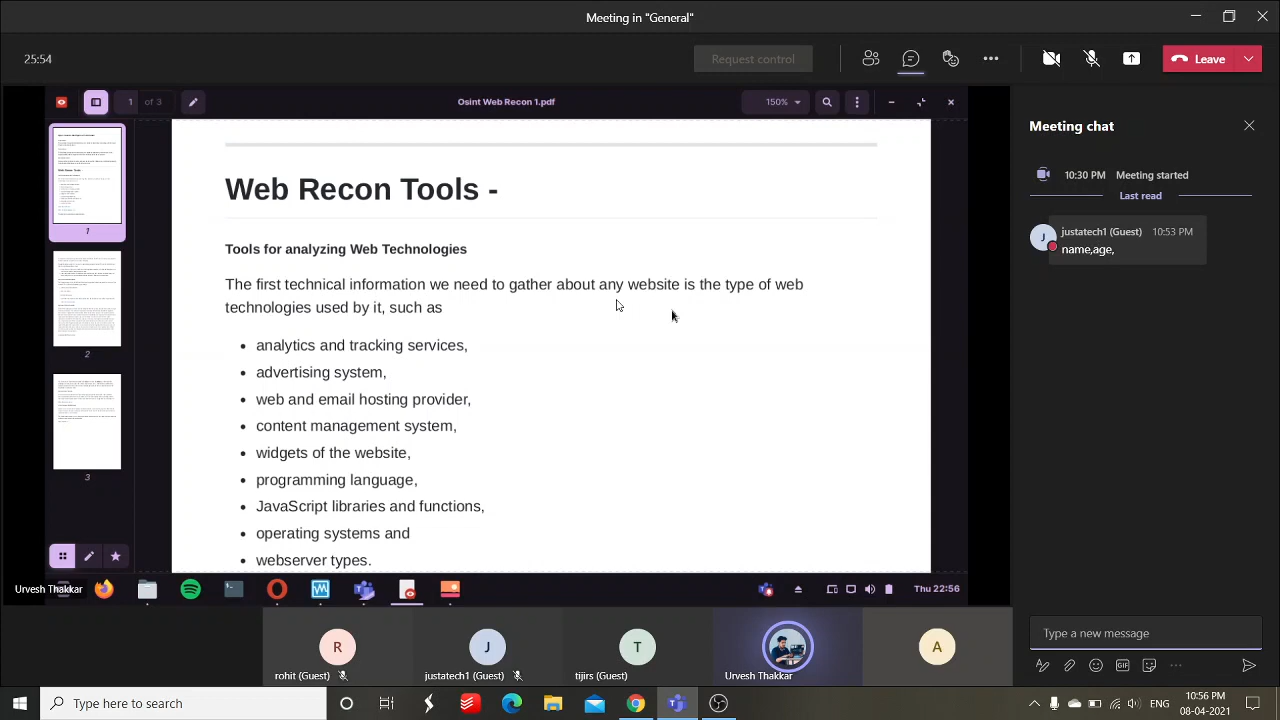 Meeting in "General"
25:54
Request control
Leave
1 of 3
Osint Web Recon 1.pdf
150%
Meeting chat
10:30 PM Meeting started
Last read
justatech1 (Guest) 10:53 PM
name,age,
J
Web Recon Tools -
Tools for analyzing Web Technologies
The first technical information we need to gather about any website is the type of web
technologies used by it, such as
analytics and tracking services,
advertising system,
web and email hosting provider,
content management system,
widgets of the website,
programming language,
JavaScript libraries and functions,
operating systems and
webserver types.
1
2
3
Urvesh Thakkar
Thu 22:56
R
J
T
A
rohit (Guest)
tijirs (Guest)
Urvesh Thakkar
Type a new message
GIF
Type here to search
ENG
10:56 PM
08-04-2021